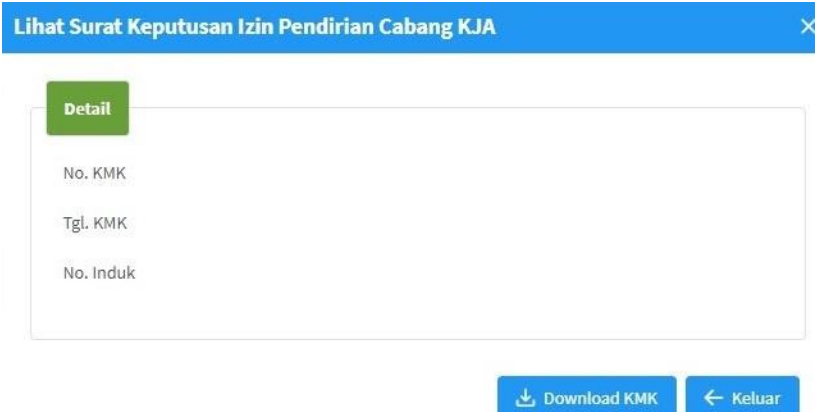 Lihat Surat Keputusan Izin Pendirian Cabang KJA
Detail
No. KMK
Tgl. KMK
No. Induk
Download KMK
Keluar